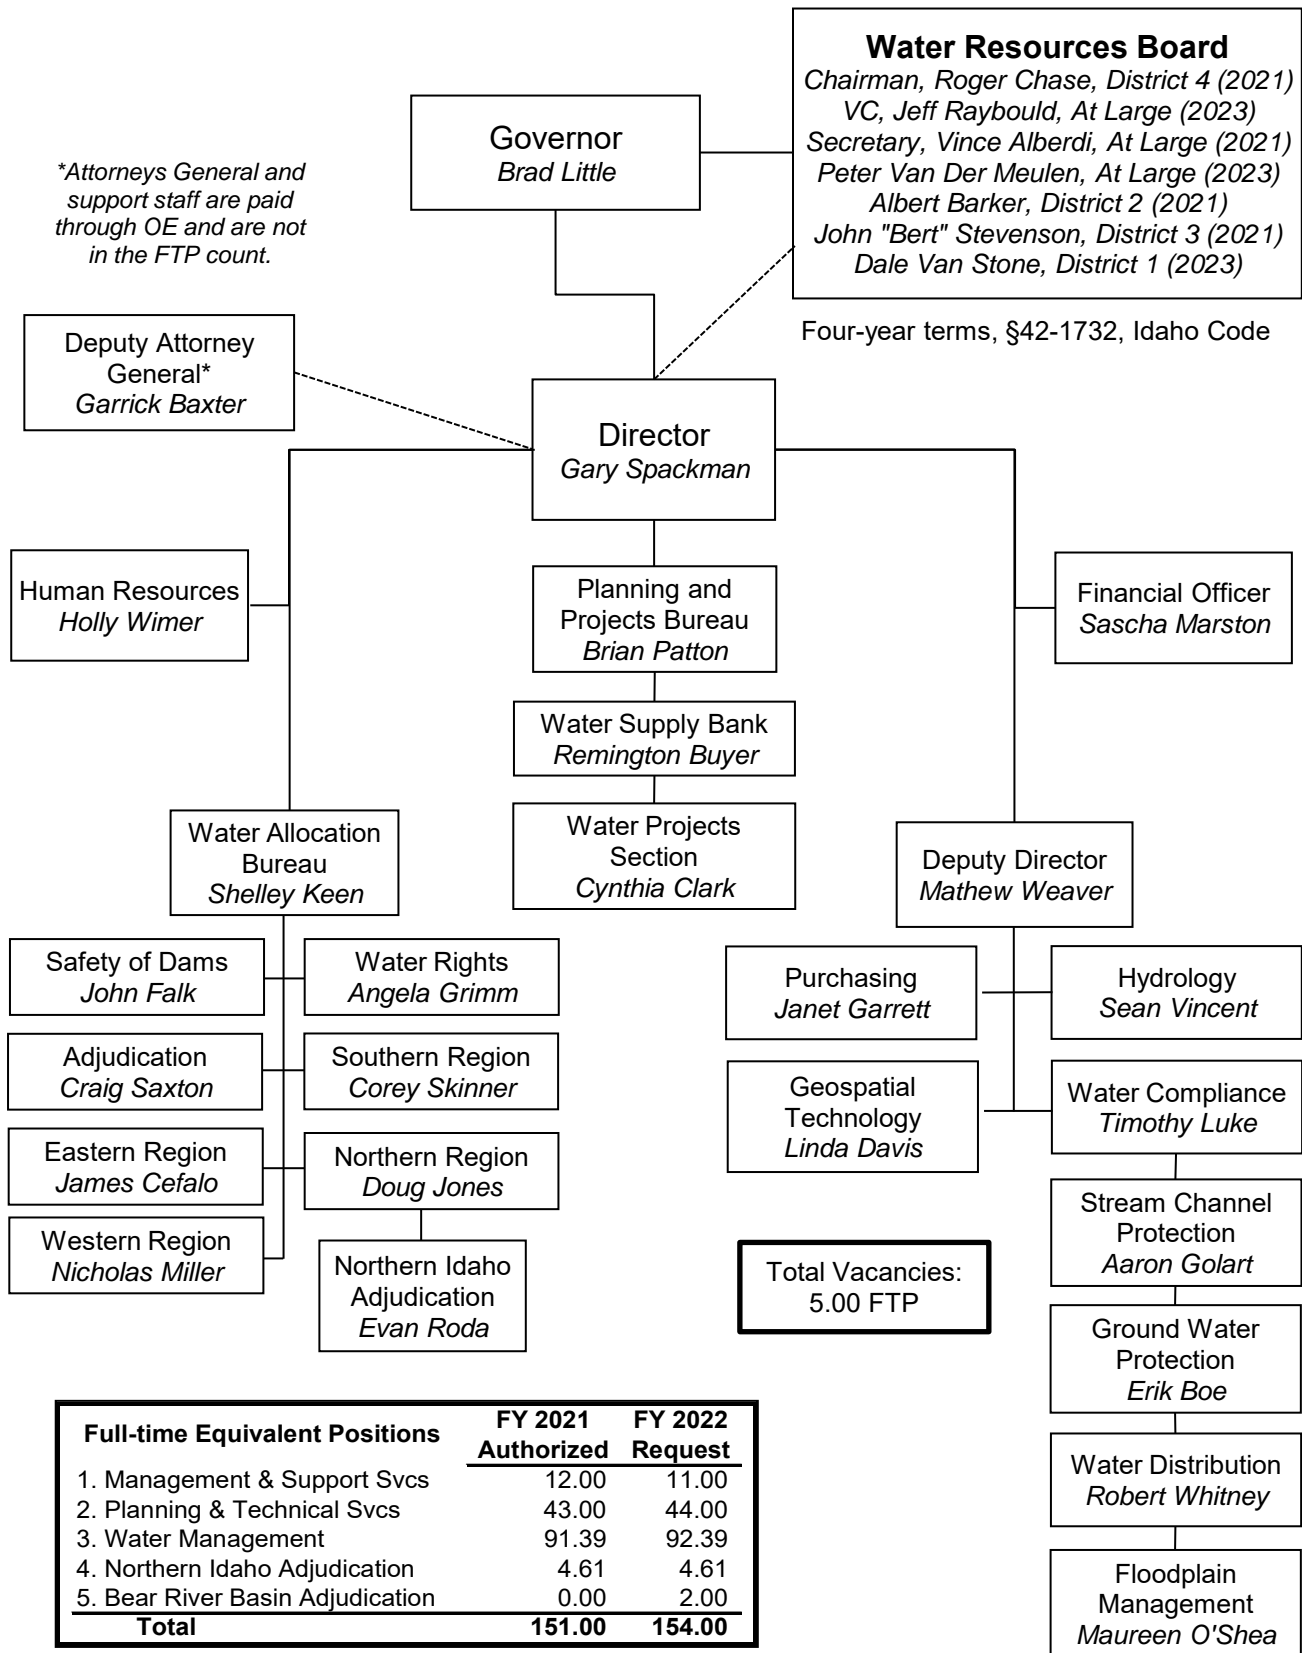 Water Resources Board
Chairman, Roger Chase, District 4 (2021)
VC, Jeff Raybould, At Large (2023)
Secretary, Vince Alberdi, At Large (2021)
Peter Van Der Meulen, At Large (2023)
Albert Barker, District 2 (2021)
John "Bert" Stevenson, District 3 (2021)
Dale Van Stone, District 1 (2023)
Four-year terms, §42-1732, Idaho Code
Governor
Brad Little
*Attorneys General and
support staff are paid
through OE and are not
in the FTP count.
Deputy Attorney
General*
Garrick Baxter
Director
Gary Spackman
Human Resources
Holly Wimer
Planning and
Projects Bureau
Brian Patton
Financial Officer
Sascha Marston
Water Supply Bank
Remington Buyer
Water Projects
Section
Cynthia Clark
Water Allocation
Bureau
Shelley Keen
Deputy Director
Mathew Weaver
Safety of Dams
John Falk
Water Rights
Angela Grimm
Adjudication
Craig Saxton
Southern Region
Corey Skinner
Eastern Region
James Cefalo
Northern Region
Doug Jones
Western Region
Nicholas Miller
Northern Idaho
Adjudication
Evan Roda
Purchasing
Janet Garrett
Hydrology
Sean Vincent
Geospatial
Technology
Linda Davis
Water Compliance
Timothy Luke
Stream Channel
Protection
Aaron Golart
Ground Water
Protection
Erik Boe
Water Distribution
Robert Whitney
Floodplain
Management
Maureen O'Shea
Total Vacancies:
5.00 FTP
Full-time Equivalent Positions FY 2021 Authorized FY 2022 Request
1. Management & Support Svcs 12.00 11.00
2. Planning & Technical Svcs 43.00 44.00
3. Water Management 91.39 92.39
4. Northern Idaho Adjudication 4.61 4.61
5. Bear River Basin Adjudication 0.00 2.00
Total 151.00 154.00